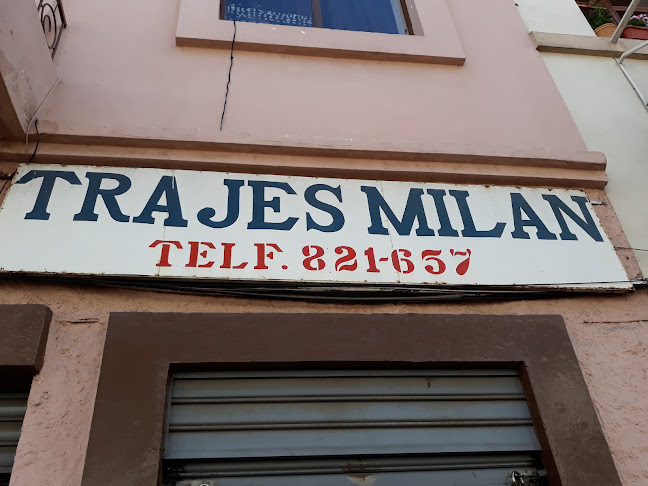 TRAJES MILAN
TELF. 821-657